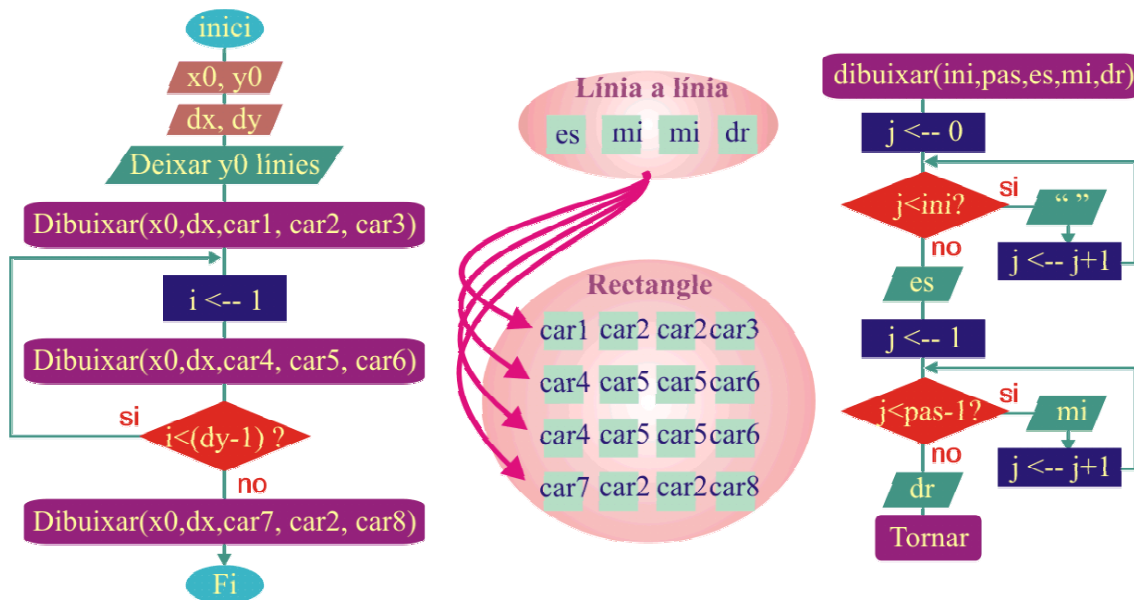 inici
x0, y0
dx, dy
Deixar y0 línies
Dibuixar(x0,dx,car1, car2, car3)
i <-- 1
Dibuixar(x0,dx,car4, car5, car6)
si
i<(dy-1) ?
no
Dibuixar(x0,dx,car7, car2, car8)
Fi
Línia a línia
es mi mi dr
Rectangle
car1 car2 car2 car3
car4 car5 car5 car6
car4 car5 car5 car6
car7 car2 car2 car8
dibuixar(ini,pas,es,mi,dr)
j <-- 0
j<ini?
si
“ ”
no
j <-- j+1
es
j <-- 1
j<pas-1?
si
mi
no
j <-- j+1
dr
Tornar